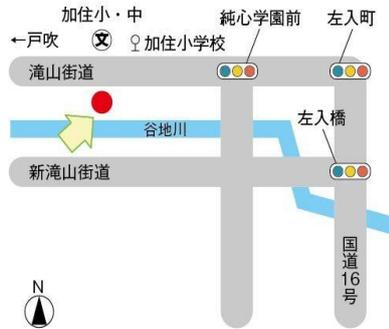 加住小・中
純心学園前
左入町
←戸吹
文
加住小学校
滝山街道
左入橋
谷地川
新滝山街道
国道16号
N